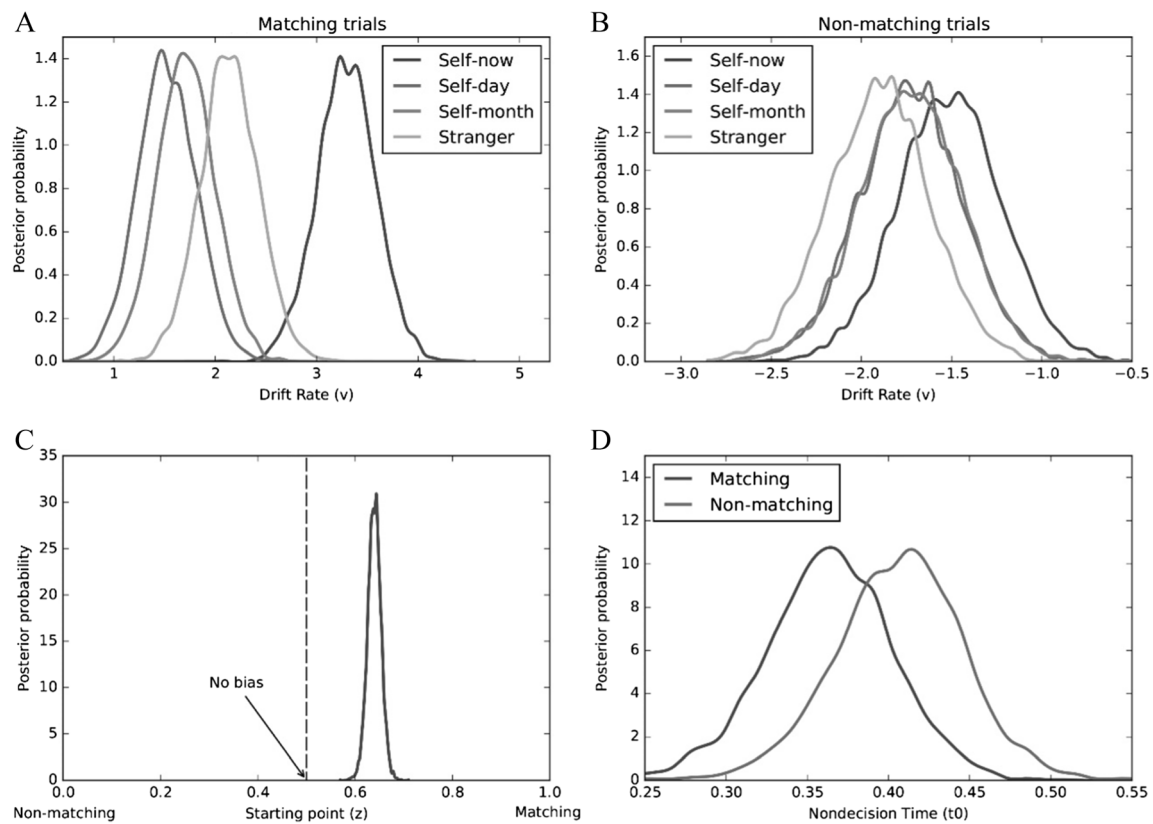 A
Matching trials
Posterior probability
1.4
1.2
1.0
0.8
0.6
0.4
0.2
0.0
Self-now
Self-day
Self-month
Stranger
1 2 3 4 5
Drift Rate (v)
B
Non-matching trials
Posterior probability
1.6
1.4
1.2
1.0
0.8
0.6
0.4
0.2
0.0
Self-now
Self-day
Self-month
Stranger
−3.0 −2.5 −2.0 −1.5 −1.0 −0.5
Drift Rate (v)
C
Posterior probability
35
30
25
20
15
10
5
0
No bias
0.0 0.2 0.4 0.6 0.8 1.0
Non-matching Starting point (z) Matching
D
Posterior probability
14
12
10
8
6
4
2
0
Matching
Non-matching
0.25 0.30 0.35 0.40 0.45 0.50 0.55
Nondecision Time (t0)